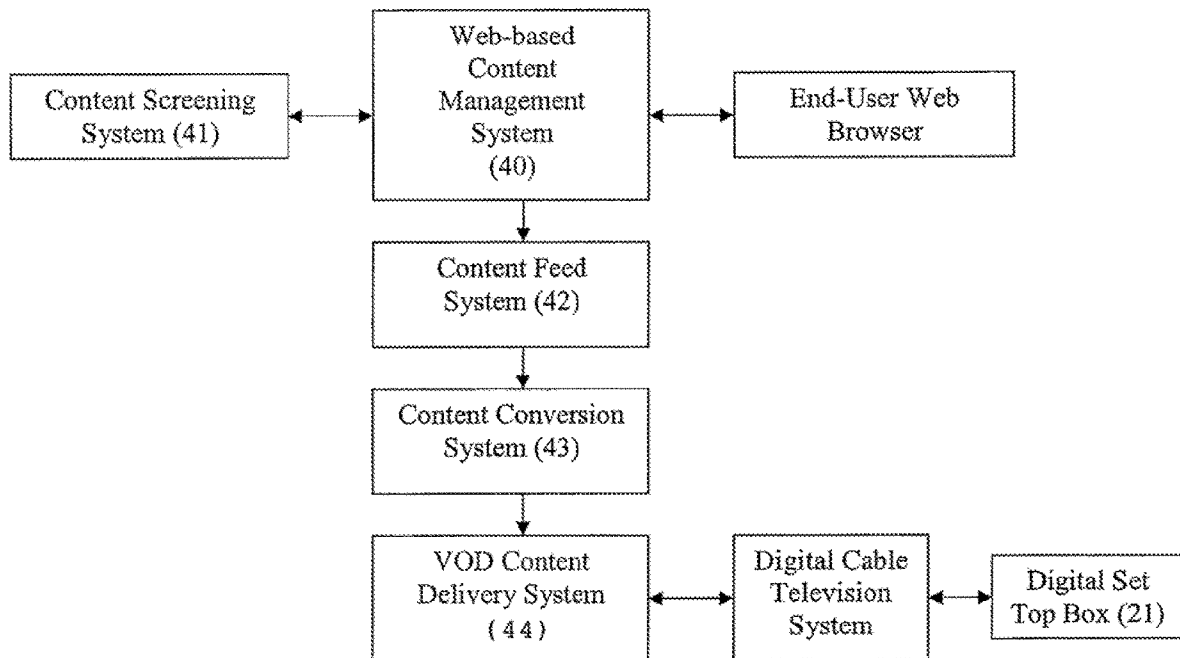 Web-based
Content
Management
System
(40)
Content Screening
System (41)
End-User Web
Browser
Content Feed
System (42)
Content Conversion
System (43)
VOD Content
Delivery System
(44)
Digital Cable
Television
System
Digital Set
Top Box (21)